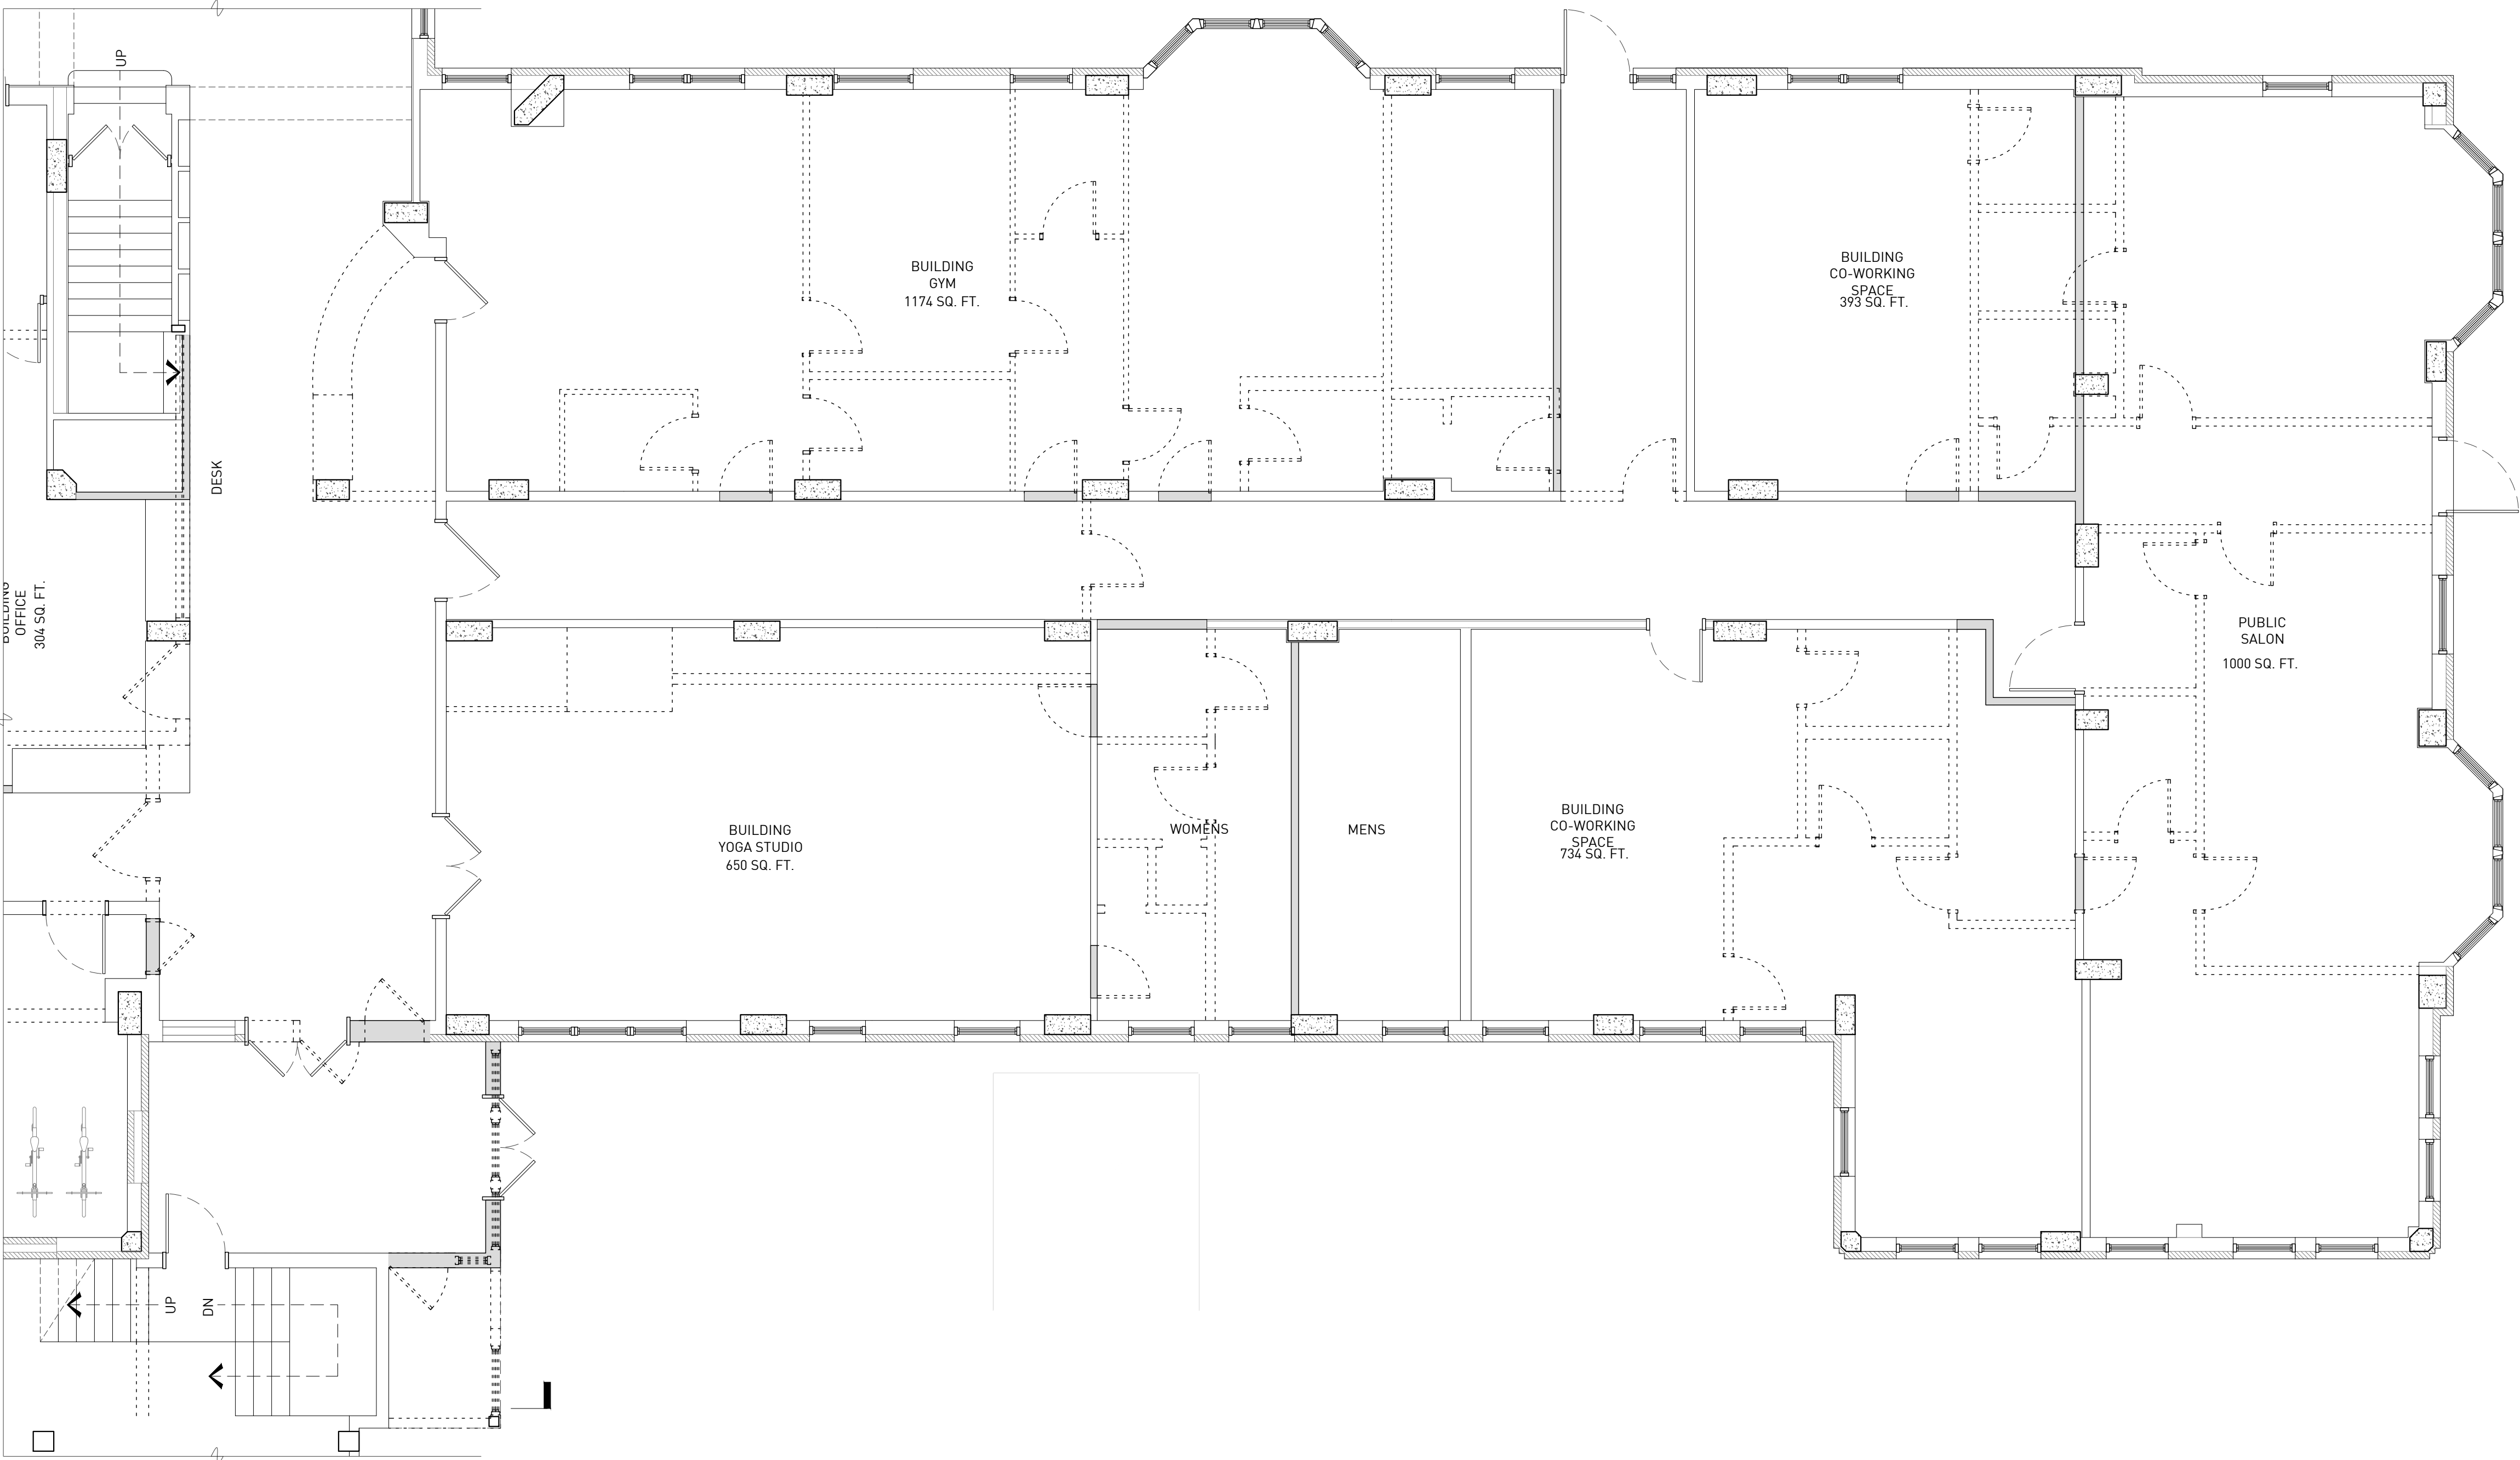 UP
BUILDING
GYM
1174 SQ. FT.
BUILDING
CO-WORKING
SPACE
393 SQ. FT.
DESK
BUILDING
OFFICE
304 SQ. FT.
PUBLIC
SALON
1000 SQ. FT.
BUILDING
YOGA STUDIO
650 SQ. FT.
WOMENS
MENS
BUILDING
CO-WORKING
SPACE
734 SQ. FT.
UP
DN